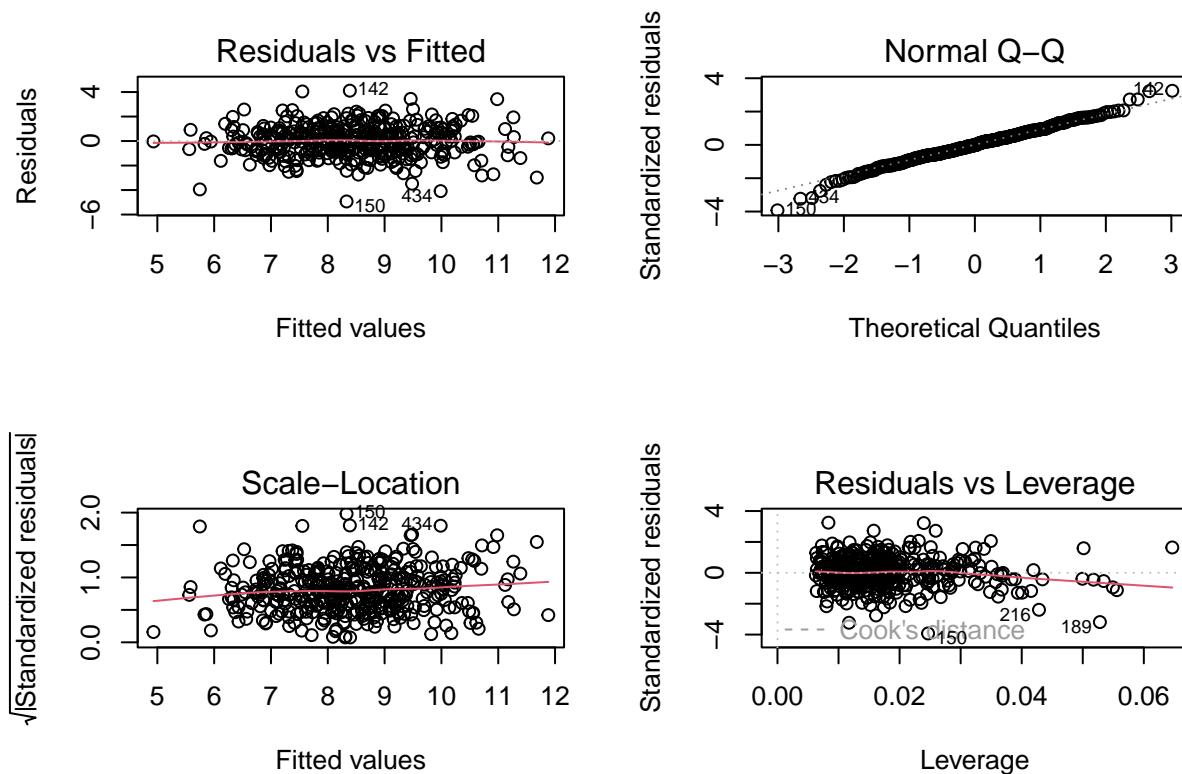 Residuals vs Fitted
Residuals
4
0
−6
142
434
150
5 6 7 8 9 10 11 12
Fitted values
Normal Q−Q
Standardized residuals
4
0
−4
142
434
150
−3 −2 −1 0 1 2 3
Theoretical Quantiles
Scale−Location
√|Standardized residuals|
2.0
1.0
0.0
150
142 434
5 6 7 8 9 10 11 12
Fitted values
Residuals vs Leverage
Standardized residuals
4
0
−4
216
189
Cook's distance
150
0.00 0.02 0.04 0.06
Leverage